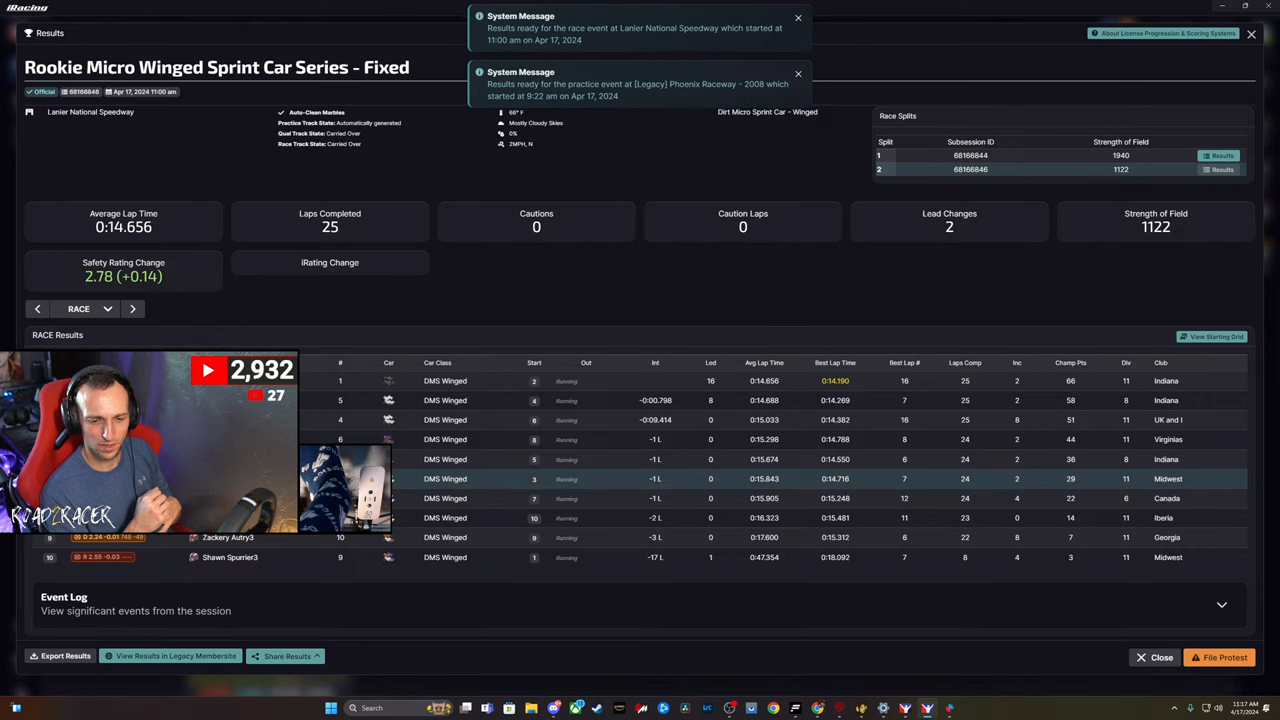 iRacing
System Message
Results ready for the race event at Lanier National Speedway which started at
11:00 am on Apr 17, 2024
System Message
Results ready for the practice event at [Legacy] Phoenix Raceway - 2008 which
started at 9:22 am on Apr 17, 2024
Results
About License Progression & Scoring Systems
Rookie Micro Winged Sprint Car Series - Fixed
Official 68166846 Apr 17, 2024 11:00 am
Lanier National Speedway
Auto-Clean Marbles
Practice Track State: Automatically generated
Qual Track State: Carried Over
Race Track State: Carried Over
66° F
Mostly Cloudy Skies
0%
2MPH, N
Dirt Micro Sprint Car - Winged
Race Splits
Split Subsession ID Strength of Field
1 68166844 1940 Results
2 68166846 1122 Results
Average Lap Time
0:14.656
Laps Completed
25
Cautions
0
Caution Laps
0
Lead Changes
2
Strength of Field
1122
Safety Rating Change
2.78 (+0.14)
iRating Change
RACE
RACE Results
View Starting Grid
# Car Car Class Start Out Int Led Avg Lap Time Best Lap Time Best Lap # Laps Comp Inc Champ Pts Div Club
1 DMS Winged 2 Running 16 0:14.656 0:14.190 16 25 2 66 11 Indiana
5 DMS Winged 4 Running -0:00.798 8 0:14.688 0:14.269 7 25 2 58 8 Indiana
4 DMS Winged 6 Running -0:09.414 0 0:15.033 0:14.382 16 25 8 51 11 UK and I
6 DMS Winged 8 Running -1 L 0 0:15.298 0:14.788 8 24 2 44 11 Virginias
DMS Winged 5 Running -1 L 0 0:15.674 0:14.550 6 24 2 36 8 Indiana
DMS Winged 3 Running -1 L 0 0:15.843 0:14.716 7 24 2 29 11 Midwest
DMS Winged 7 Running -1 L 0 0:15.905 0:15.248 12 24 4 22 6 Canada
DMS Winged 10 Running -2 L 0 0:16.323 0:15.481 11 23 0 14 11 Iberia
9 D 2.24 -0.01 748 -49 Zackery Autry3 10 DMS Winged 9 Running -3 L 0 0:17.600 0:15.312 6 22 8 7 11 Georgia
10 R 2.55 -0.03 Shawn Spurrier3 9 DMS Winged 1 Running -17 L 1 0:47.354 0:18.092 7 8 4 3 11 Midwest
2,932
27
ROAD2RACER
Event Log
View significant events from the session
Export Results
View Results in Legacy Membersite
Share Results
Close
File Protest
Search
11:17 AM
4/17/2024